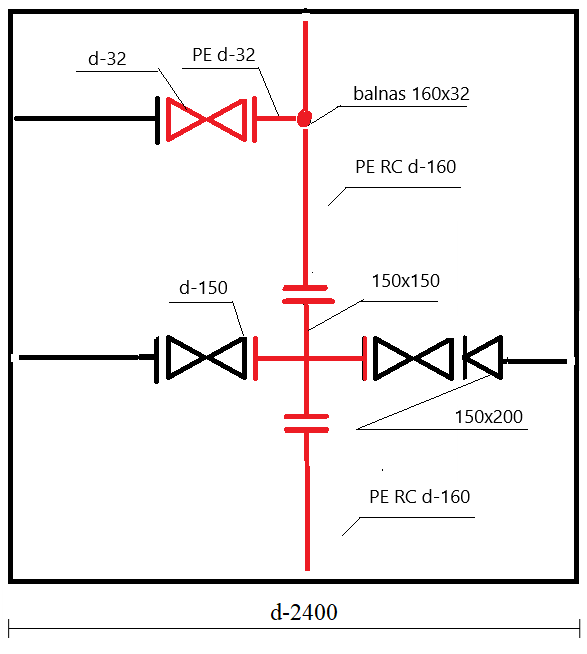 d-32
PE d-32
balnas 160x32
PE RC d-160
d-150
150x150
150x200
PE RC d-160
d-2400